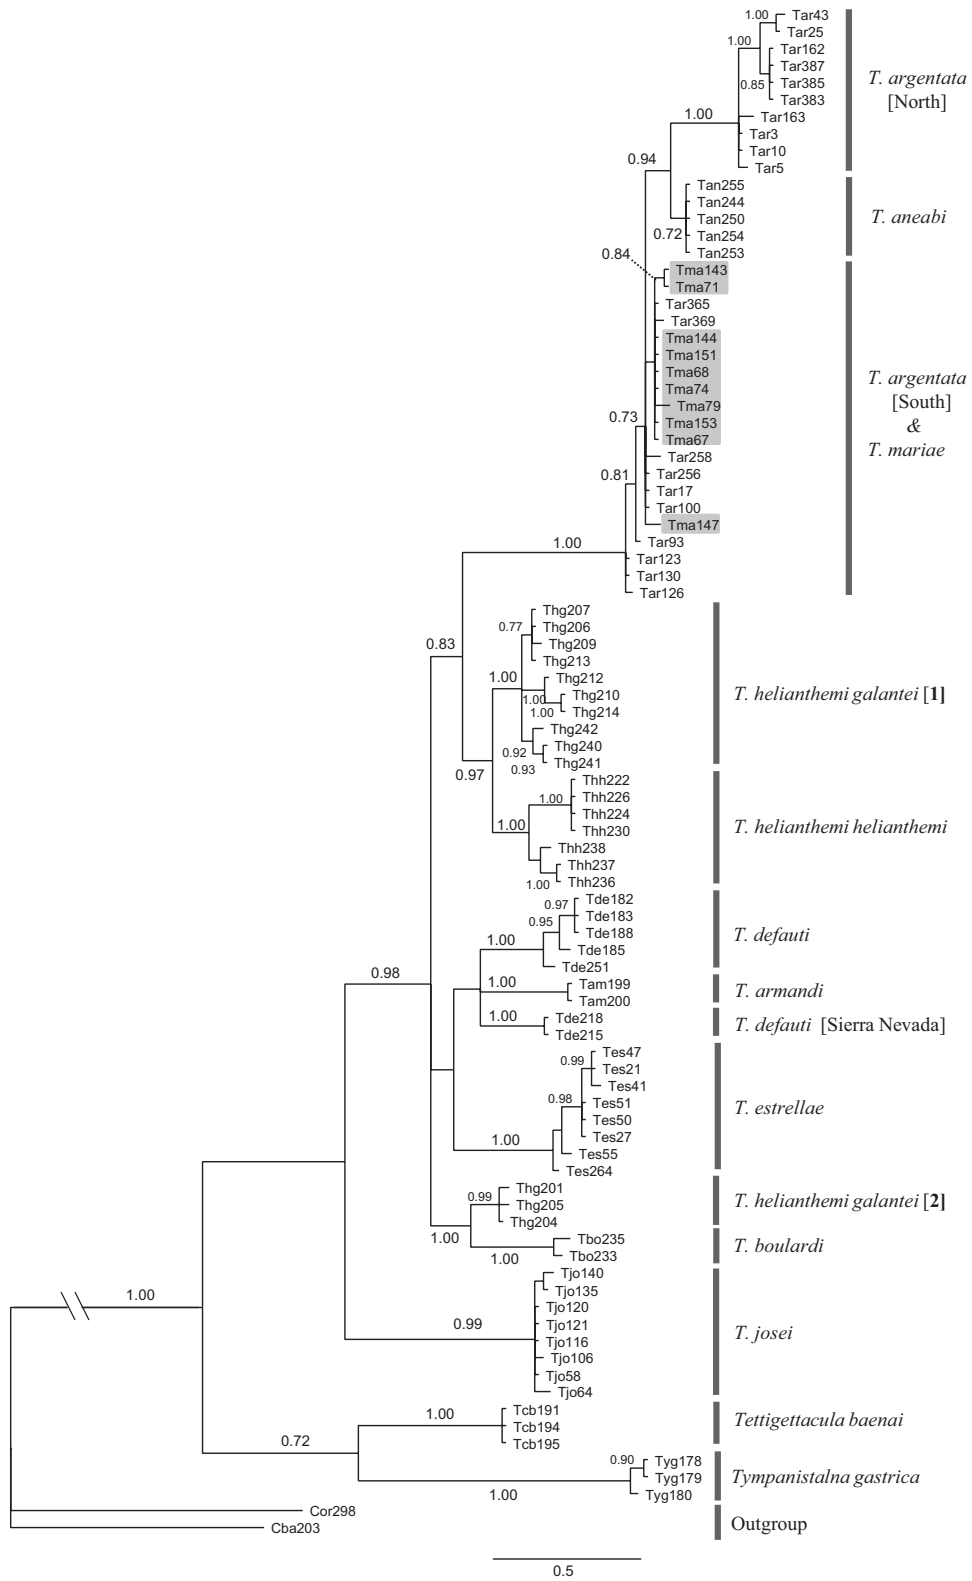 1.00
Tar43
Tar25
1.00
Tar162
Tar387
0.85
Tar385
Tar383
T. argentata
[North]
1.00
Tar163
Tar3
Tar10
Tar5
0.94
Tan255
Tan244
Tan250
0.72
Tan254
Tan253
T. aneabi
0.84
Tma143
Tma71
Tar365
Tar369
Tma144
Tma151
Tma68
Tma74
Tma79
Tma153
Tma67
T. argentata
[South]
&
T. mariae
0.73
Tar258
Tar256
0.81
Tar17
Tar100
Tma147
1.00
Tar93
Tar123
Tar130
Tar126
Thg207
0.77
Thg206
Thg209
Thg213
0.83
1.00
Thg212
1.00
Thg210
1.00
Thg214
T. helianthemi galantei [1]
Thg242
0.92
Thg240
0.93
Thg241
0.97
Thh222
1.00
Thh226
Thh224
1.00
Thh230
T. helianthemi helianthemi
Thh238
Thh237
1.00
Thh236
Tde182
0.97
Tde183
0.95
Tde188
1.00
Tde185
Tde251
T. defauti
0.98
1.00
Tam199
Tam200
T. armandi
1.00
Tde218
Tde215
T. defauti [Sierra Nevada]
Tes47
0.99
Tes21
Tes41
0.98
Tes51
Tes50
Tes27
1.00
Tes55
Tes264
T. estrellae
Thg201
0.99
Thg205
Thg204
T. helianthemi galantei [2]
1.00
Tbo235
1.00
Tbo233
T. boulardi
Tjo140
Tjo135
Tjo120
0.99
Tjo121
Tjo116
Tjo106
Tjo58
Tjo64
T. josei
1.00
Tcb191
1.00
Tcb194
Tcb195
Tettigettacula baenai
0.72
0.90
Tyg178
Tyg179
1.00
Tyg180
Tympanistalna gastrica
Cor298
Cba203
Outgroup
0.5